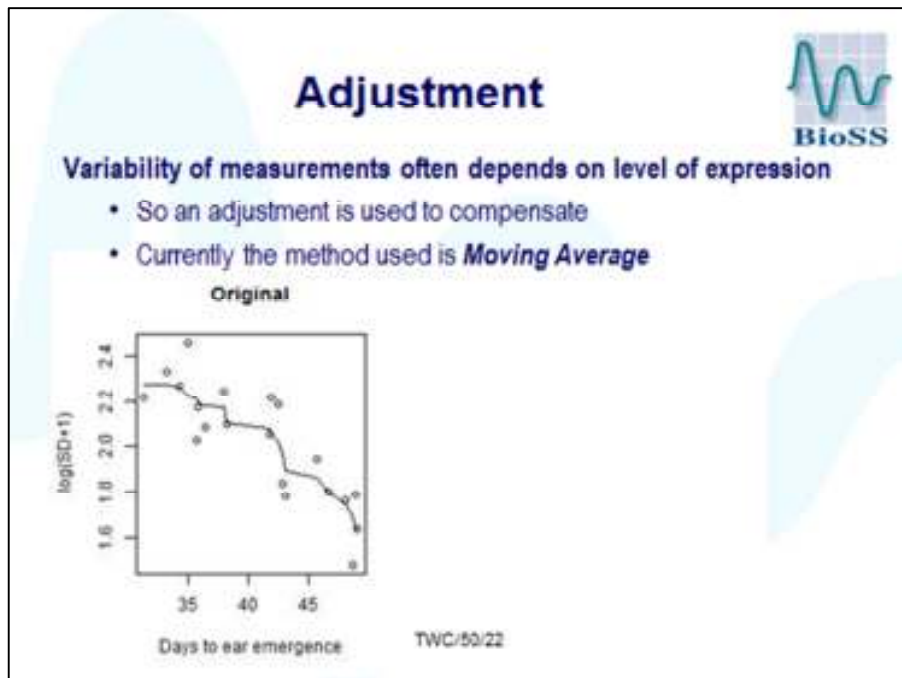 Adjustment
BioSS
Variability of measurements often depends on level of expression
• So an adjustment is used to compensate
• Currently the method used is Moving Average
Original
log(SD+1)
2.4
2.2
2.0
1.8
1.6
35 40 45
Days to ear emergence
TWC/50/22